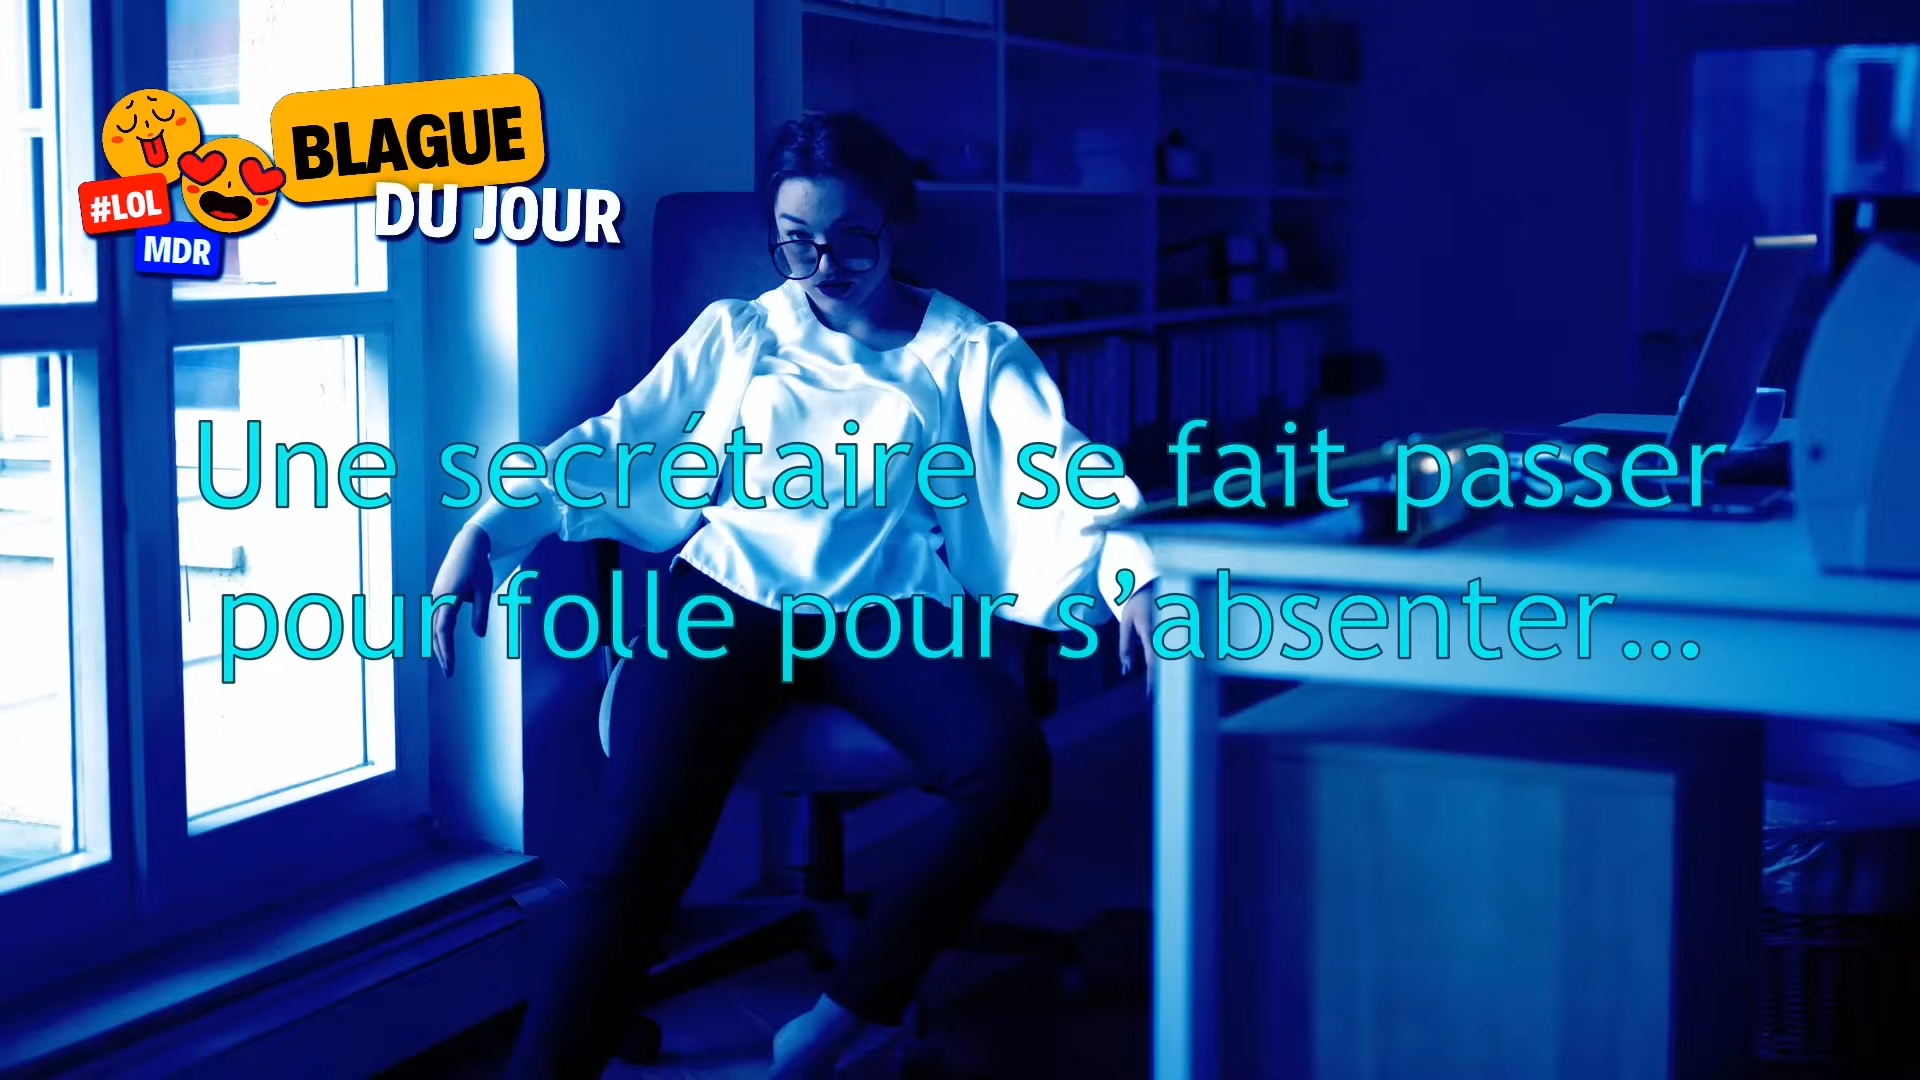 BLAGUE
DU JOUR
#LOL
MDR
Une secrétaire se fait passer
pour folle pour s’absenter...